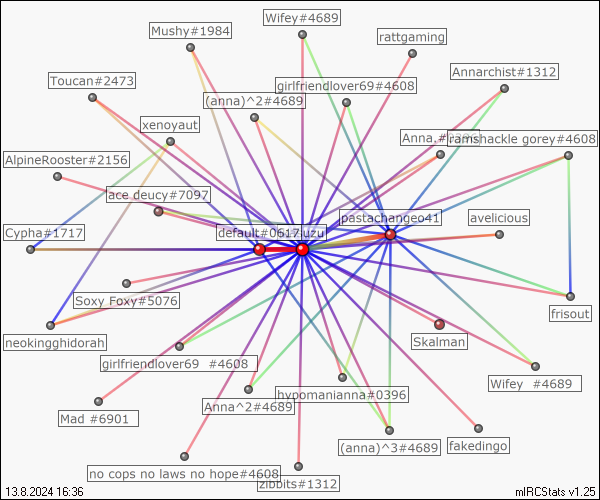 Wifey#4689
Mushy#1984
rattgaming
Annarchist#1312
Toucan#2473
girlfriendlover69#4608
(anna)^2#4689
xenoyaut
Anna,
ramshackle gorey#4608
AlpineRooster#2156
ace deucy#7097
pastachangeo41
avelicious
Cypha#1717
default#0617
uzu
Soxy Foxy#5076
frisout
neokingghidorah
Skalman
girlfriendlover69 #4608
Wifey #4689
hypomanianna#0396
Anna^2#4689
Mad #6901
(anna)^3#4689
fakedingo
no cops no laws no hope#4608
zibbits#1312
13.8.2024 16:36
mIRCStats v1.25